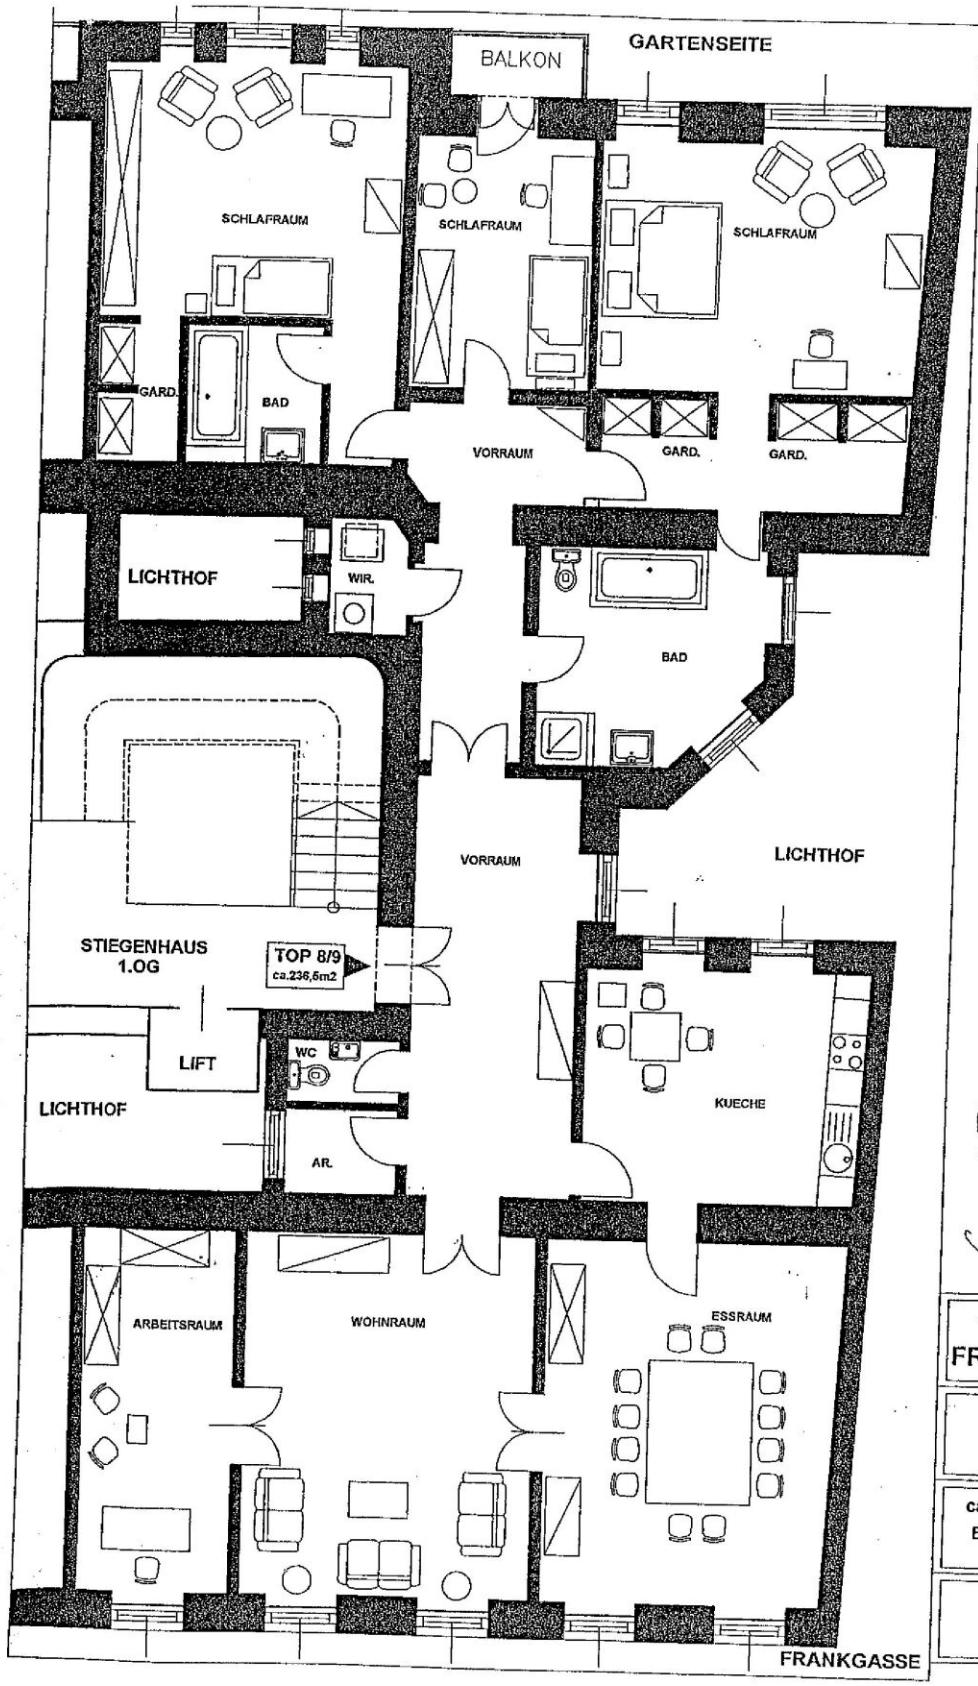 GARTENSEITE
BALKON
SCHLAFRAUM
SCHLAFRAUM
SCHLAFRAUM
GARD.
BAD
VORRAUM
GARD.
GARD.
LICHTHOF
WIR.
BAD
VORRAUM
LICHTHOF
STIEGENHAUS
1.OG
TOP 8/9
ca.236,5m2
LIFT
WC
LICHTHOF
AR.
KUECHE
ARBEITSRAUM
WOHNRAUM
ESSRAUM
FR
FRANKGASSE